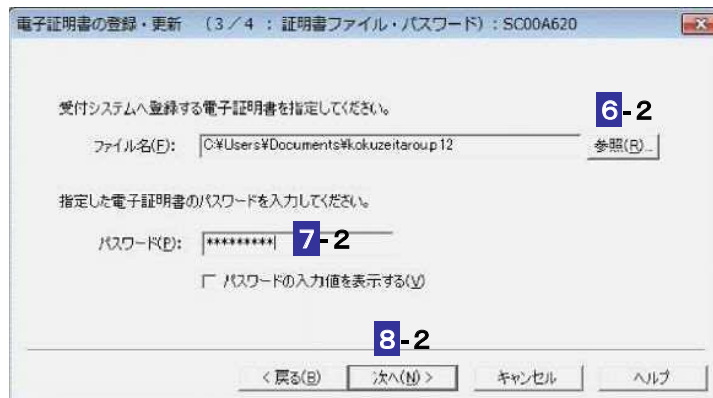 電子証明書の登録・更新 (3/4 : 証明書ファイル・パスワード) : SC00A620
受付システムへ登録する電子証明書を指定してください。
6-2
ファイル名(F): C:¥Users¥Documents¥kokuzeitaro.p12 参照(R)...
指定した電子証明書のパスワードを入力してください。
パスワード(P): ********* 7-2
パスワードの入力値を表示する(V)
8-2
< 戻る(B) 次へ(N) > キャンセル ヘルプ